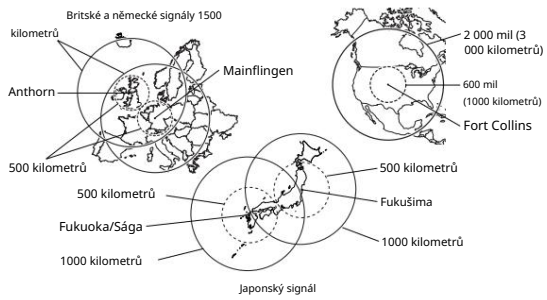 Britské a německé signály 1500
kilometrů
Anthorn
Mainflingen
500 kilometrů
2 000 mil (3
000 kilometrů)
600 mil
(1000 kilometrů)
Fort Collins
500 kilometrů
Fukuoka/Sága
1000 kilometrů
500 kilometrů
Fukušima
1000 kilometrů
Japonský signál